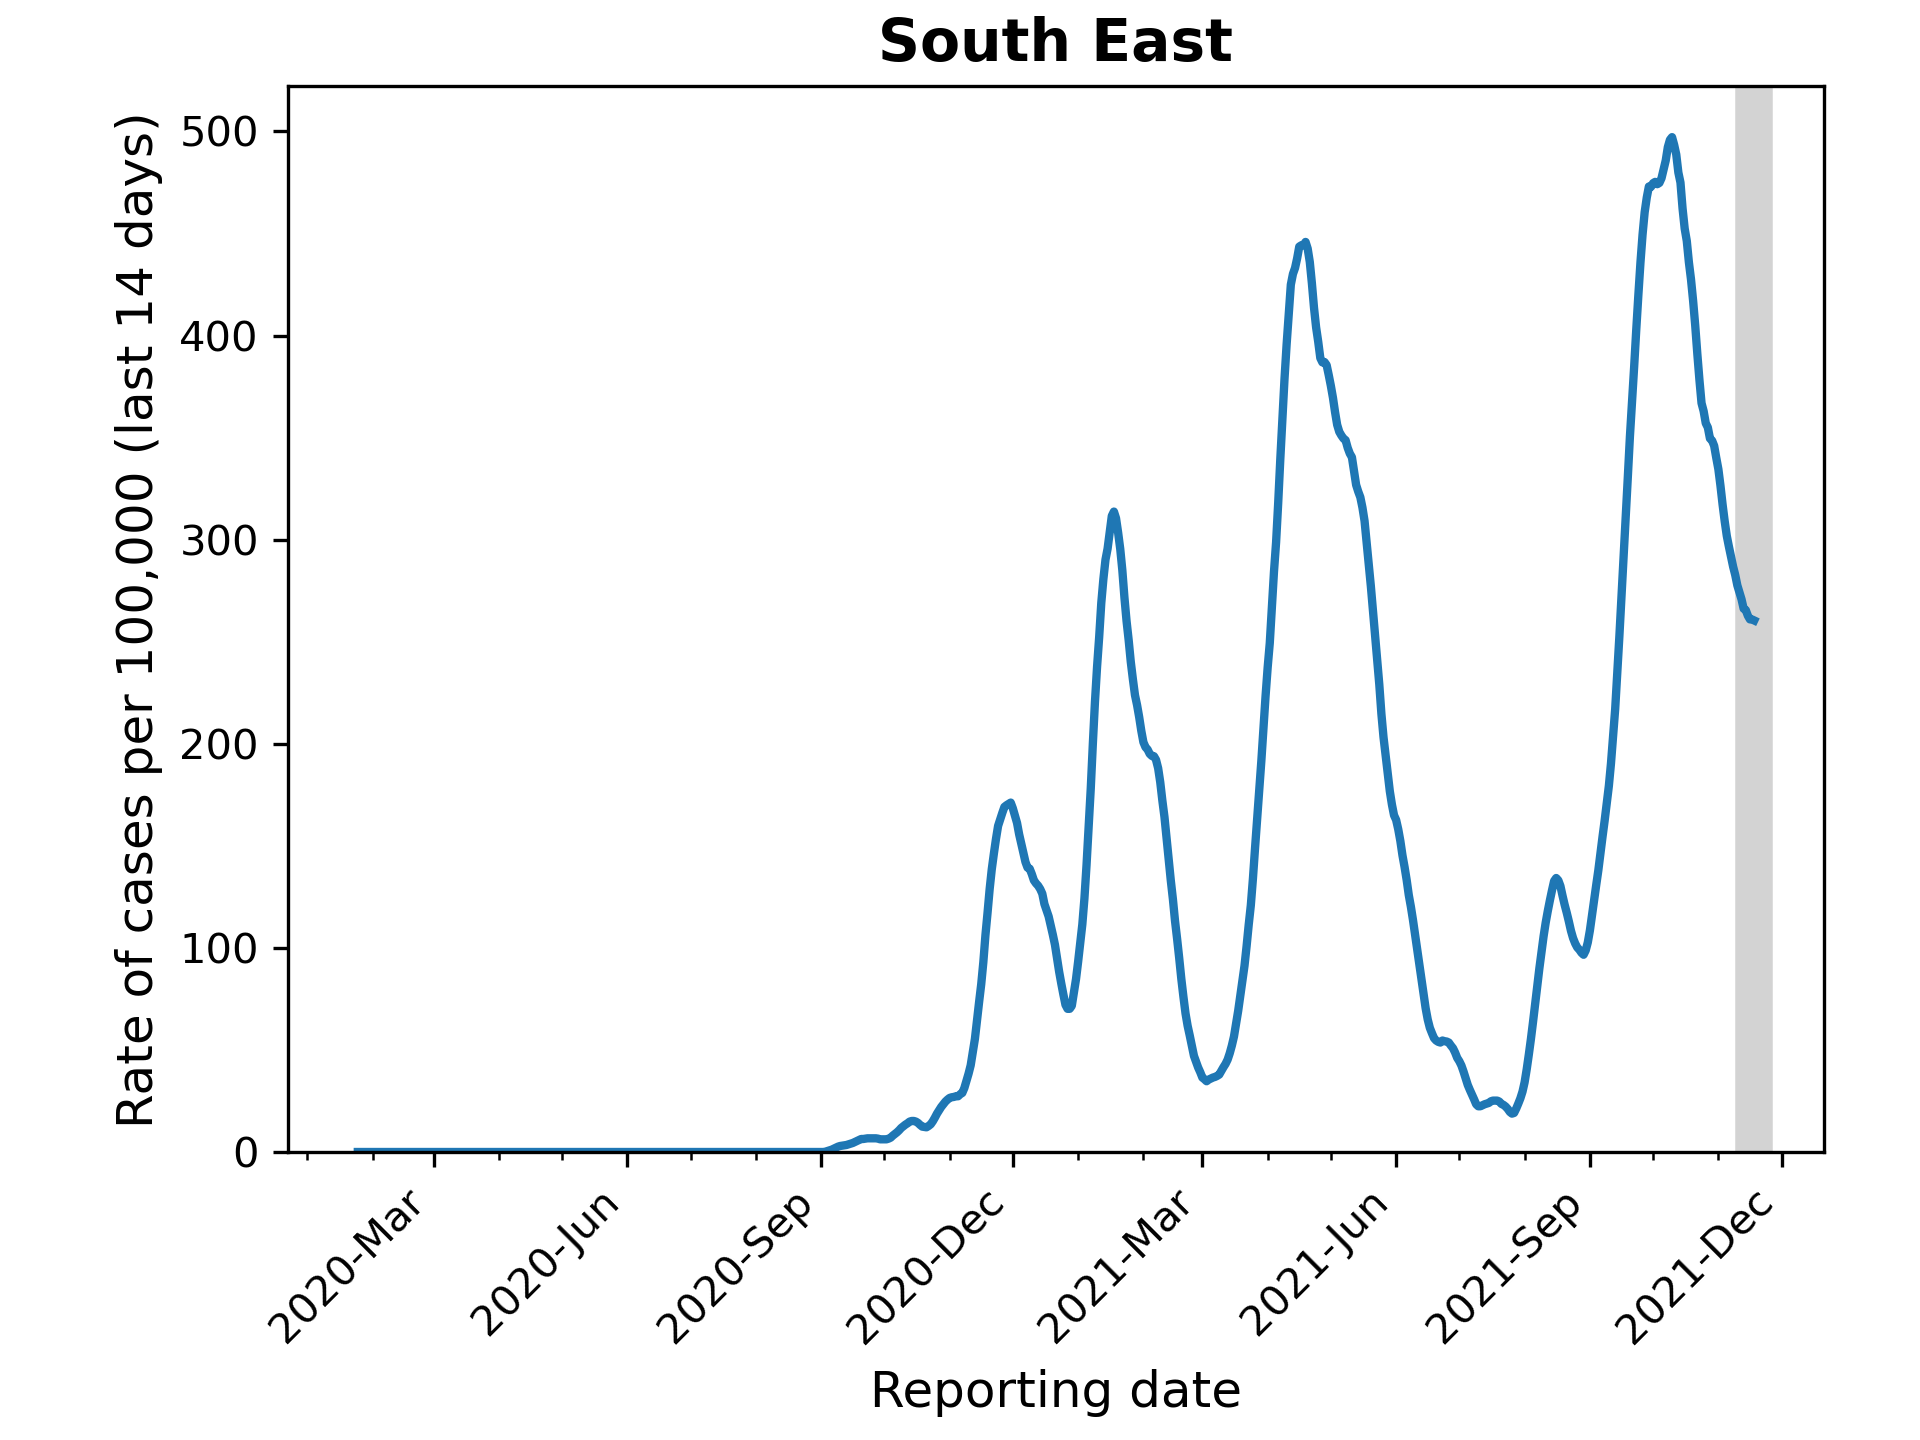 South East
Rate of cases per 100,000 (last 14 days)
500
400
300
200
100
0
2020-Mar
2020-Jun
2020-Sep
2020-Dec
2021-Mar
2021-Jun
2021-Sep
2021-Dec
Reporting date